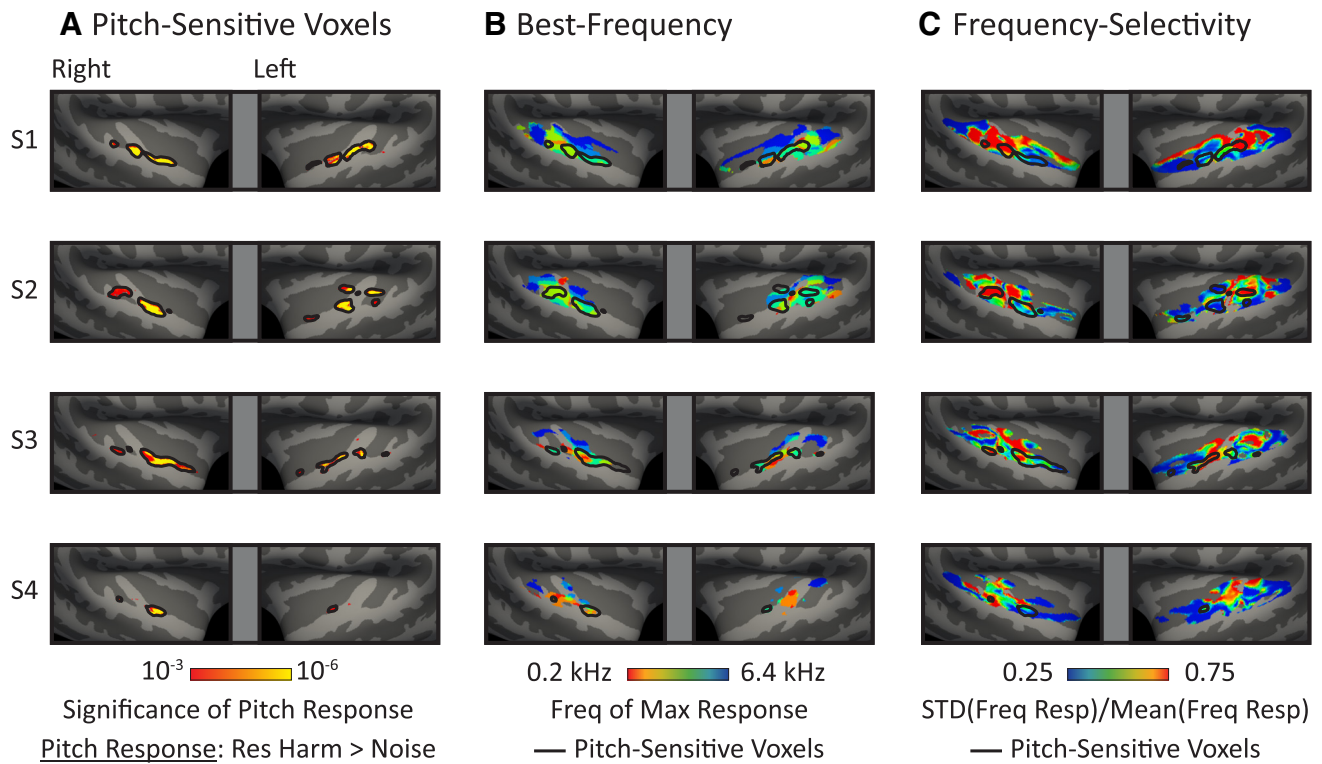 A Pitch-Sensitive Voxels
B Best-Frequency
C Frequency-Selectivity
Right
Left
S1
S2
S3
S4
10⁻³
10⁻⁶
Significance of Pitch Response
Pitch Response: Res Harm > Noise
0.2 kHz
6.4 kHz
Freq of Max Response
Pitch-Sensitive Voxels
0.25
0.75
STD(Freq Resp)/Mean(Freq Resp)
Pitch-Sensitive Voxels